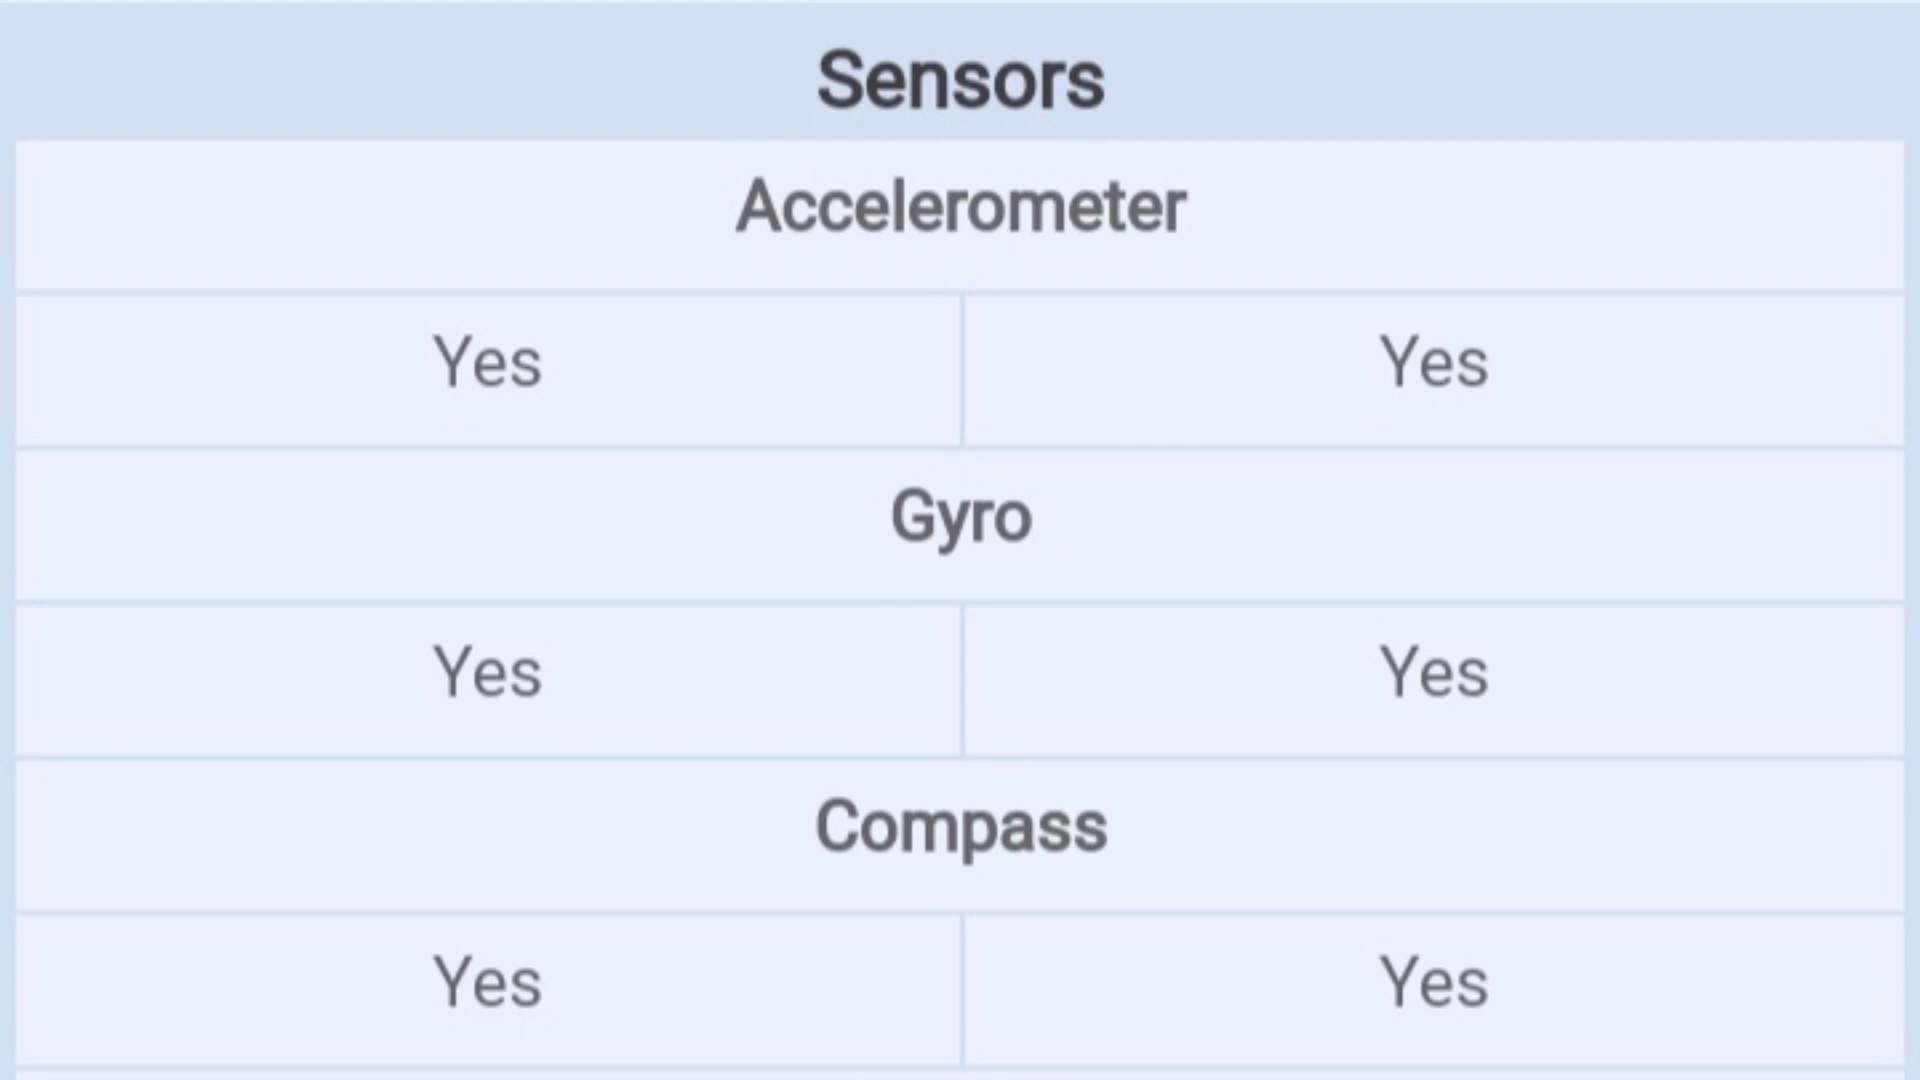 Sensors
Accelerometer
Yes Yes
Gyro
Yes Yes
Compass
Yes Yes